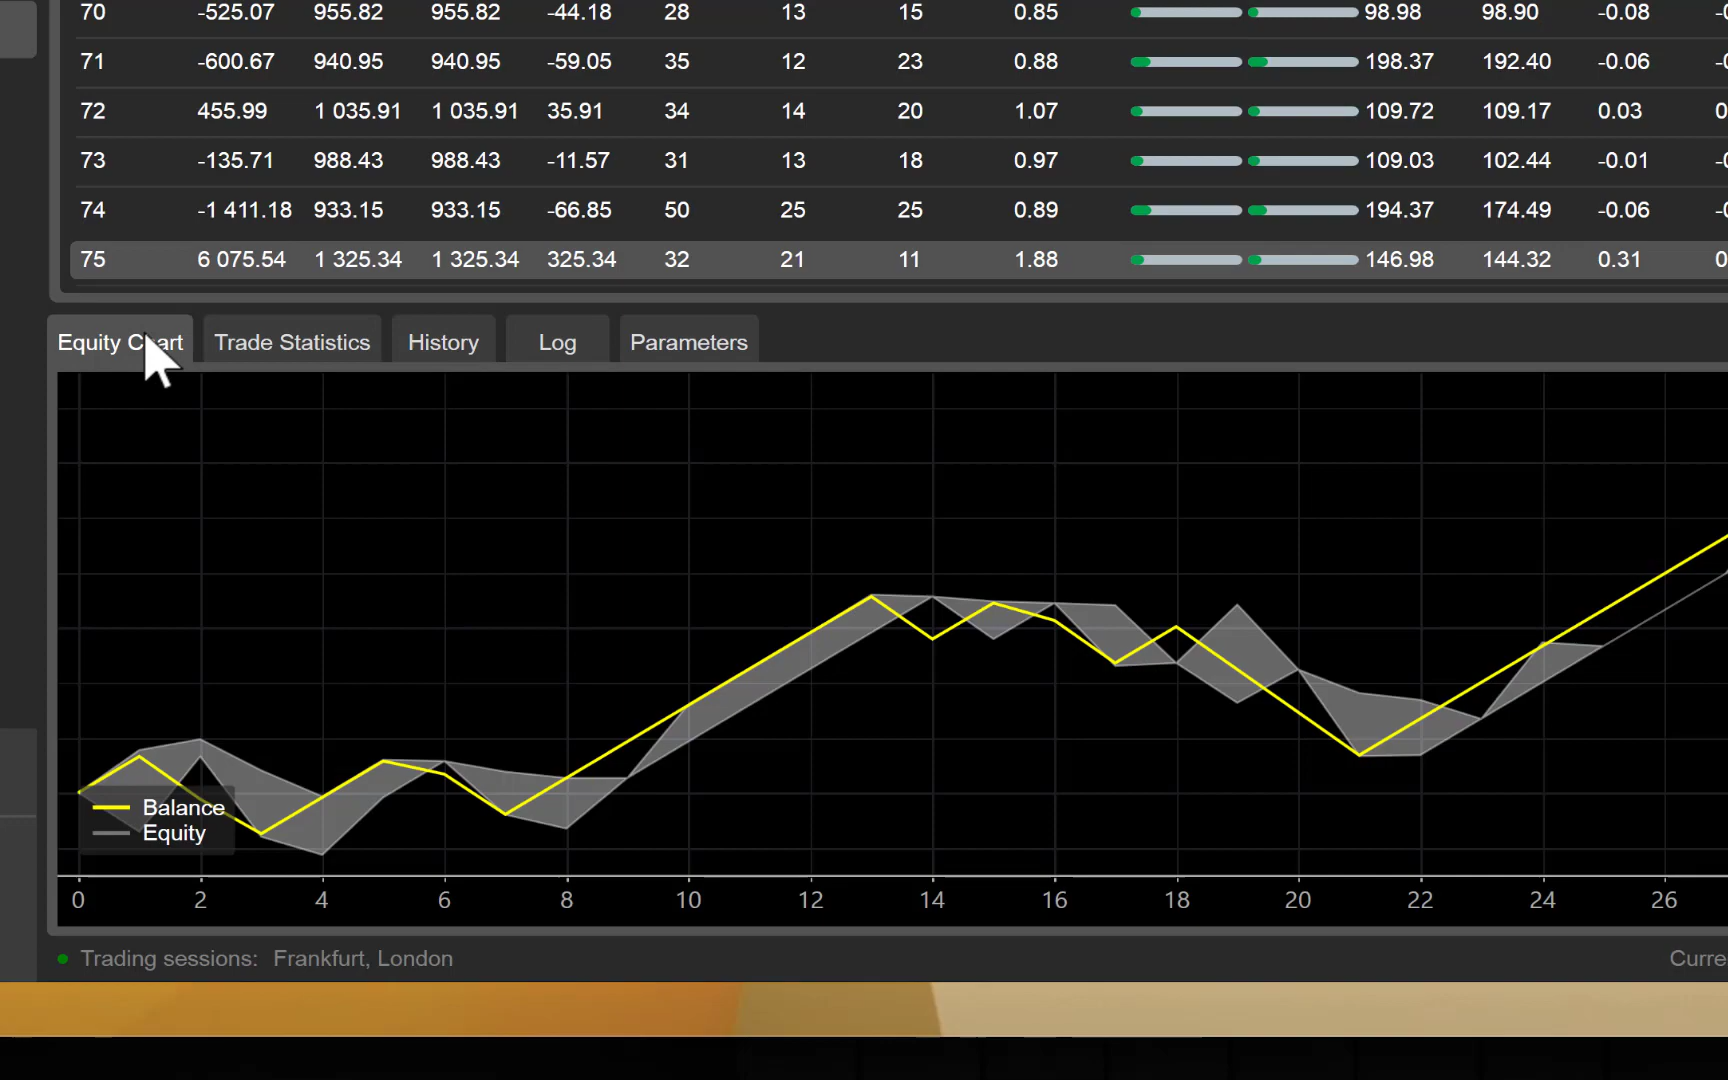 70 -525.07 955.82 955.82 -44.18 28 13 15 0.85 98.98 98.90 -0.08
71 -600.67 940.95 940.95 -59.05 35 12 23 0.88 198.37 192.40 -0.06
72 455.99 1 035.91 1 035.91 35.91 34 14 20 1.07 109.72 109.17 0.03
73 -135.71 988.43 988.43 -11.57 31 13 18 0.97 109.03 102.44 -0.01
74 -1 411.18 933.15 933.15 -66.85 50 25 25 0.89 194.37 174.49 -0.06
75 6 075.54 1 325.34 1 325.34 325.34 32 21 11 1.88 146.98 144.32 0.31
Equity Chart Trade Statistics History Log Parameters
Balance
Equity
0 2 4 6 8 10 12 14 16 18 20 22 24 26
Trading sessions: Frankfurt, London